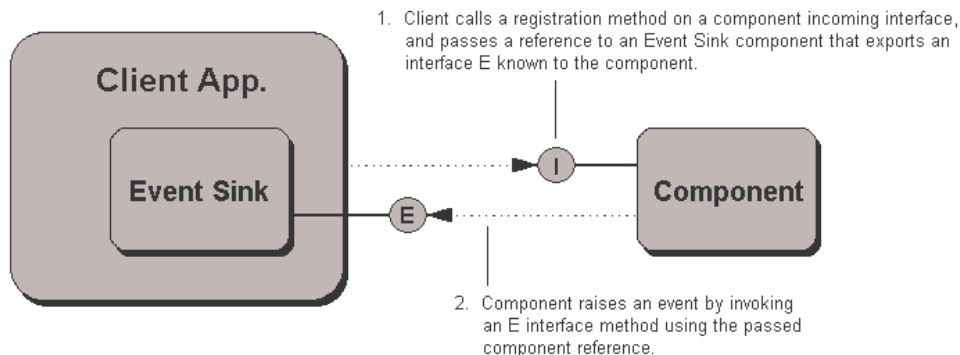 1. Client calls a registration method on a component incoming interface,
and passes a reference to an Event Sink component that exports an
interface E known to the component.
Client App.
Event Sink
I
Component
E
2. Component raises an event by invoking
an E interface method using the passed
component reference.